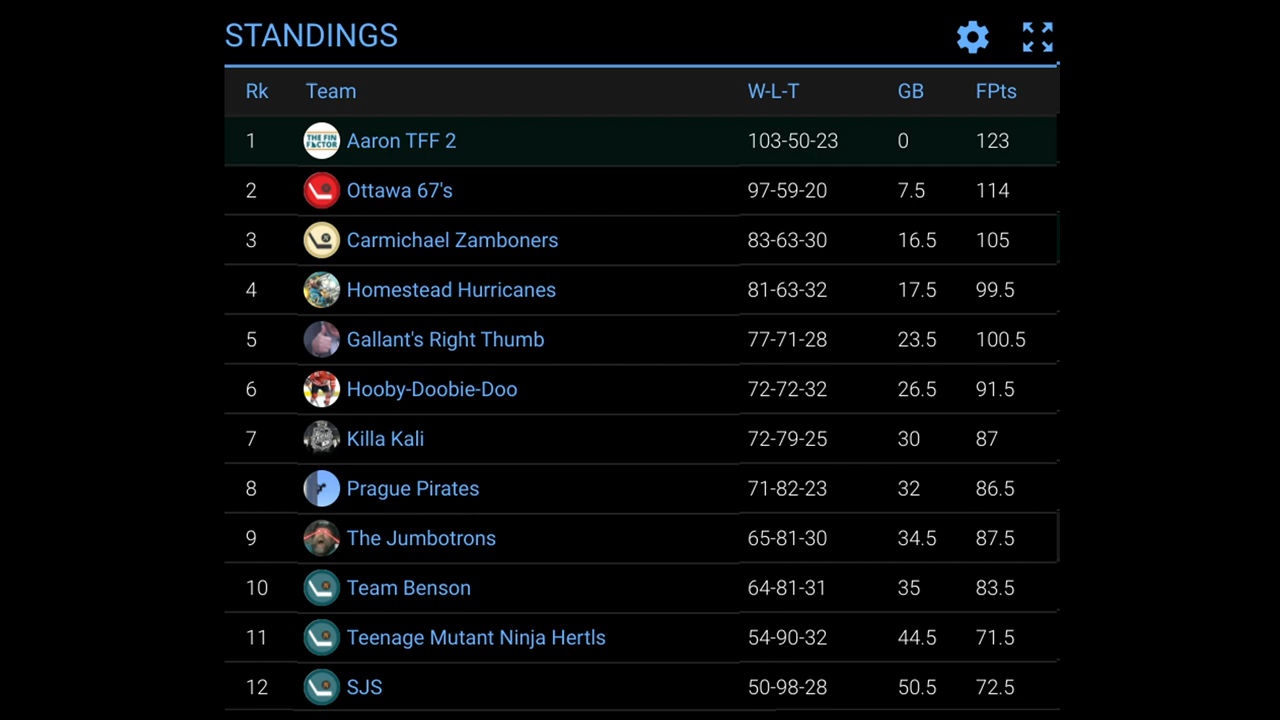 STANDINGS
Rk Team W-L-T GB FPts
1 THE FIN FACTOR Aaron TFF 2 103-50-23 0 123
2 Ottawa 67's 97-59-20 7.5 114
3 Carmichael Zamboners 83-63-30 16.5 105
4 Homestead Hurricanes 81-63-32 17.5 99.5
5 Gallant's Right Thumb 77-71-28 23.5 100.5
6 Hooby-Doobie-Doo 72-72-32 26.5 91.5
7 Killa Kali 72-79-25 30 87
8 Prague Pirates 71-82-23 32 86.5
9 The Jumbotrons 65-81-30 34.5 87.5
10 Team Benson 64-81-31 35 83.5
11 Teenage Mutant Ninja Hertls 54-90-32 44.5 71.5
12 SJS 50-98-28 50.5 72.5